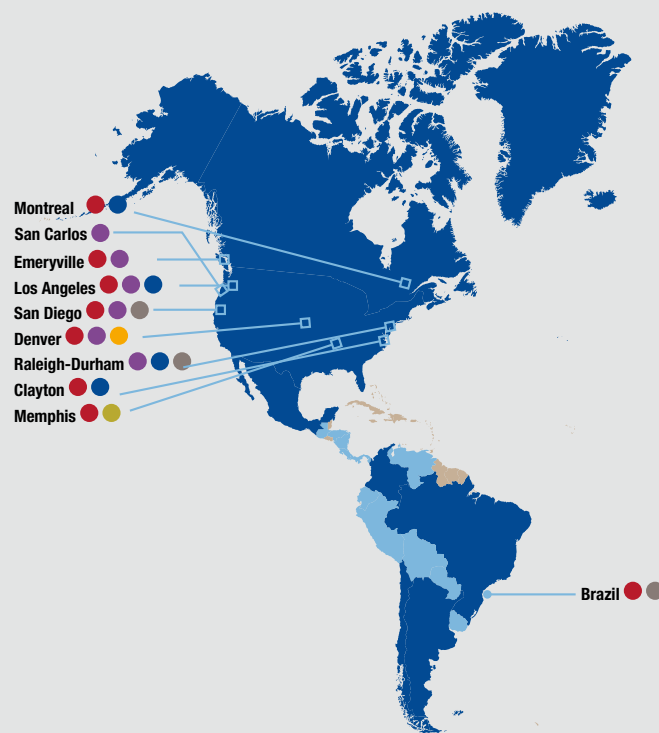 Montreal
San Carlos
Emeryville
Los Angeles
San Diego
Denver
Raleigh-Durham
Clayton
Memphis
Brazil